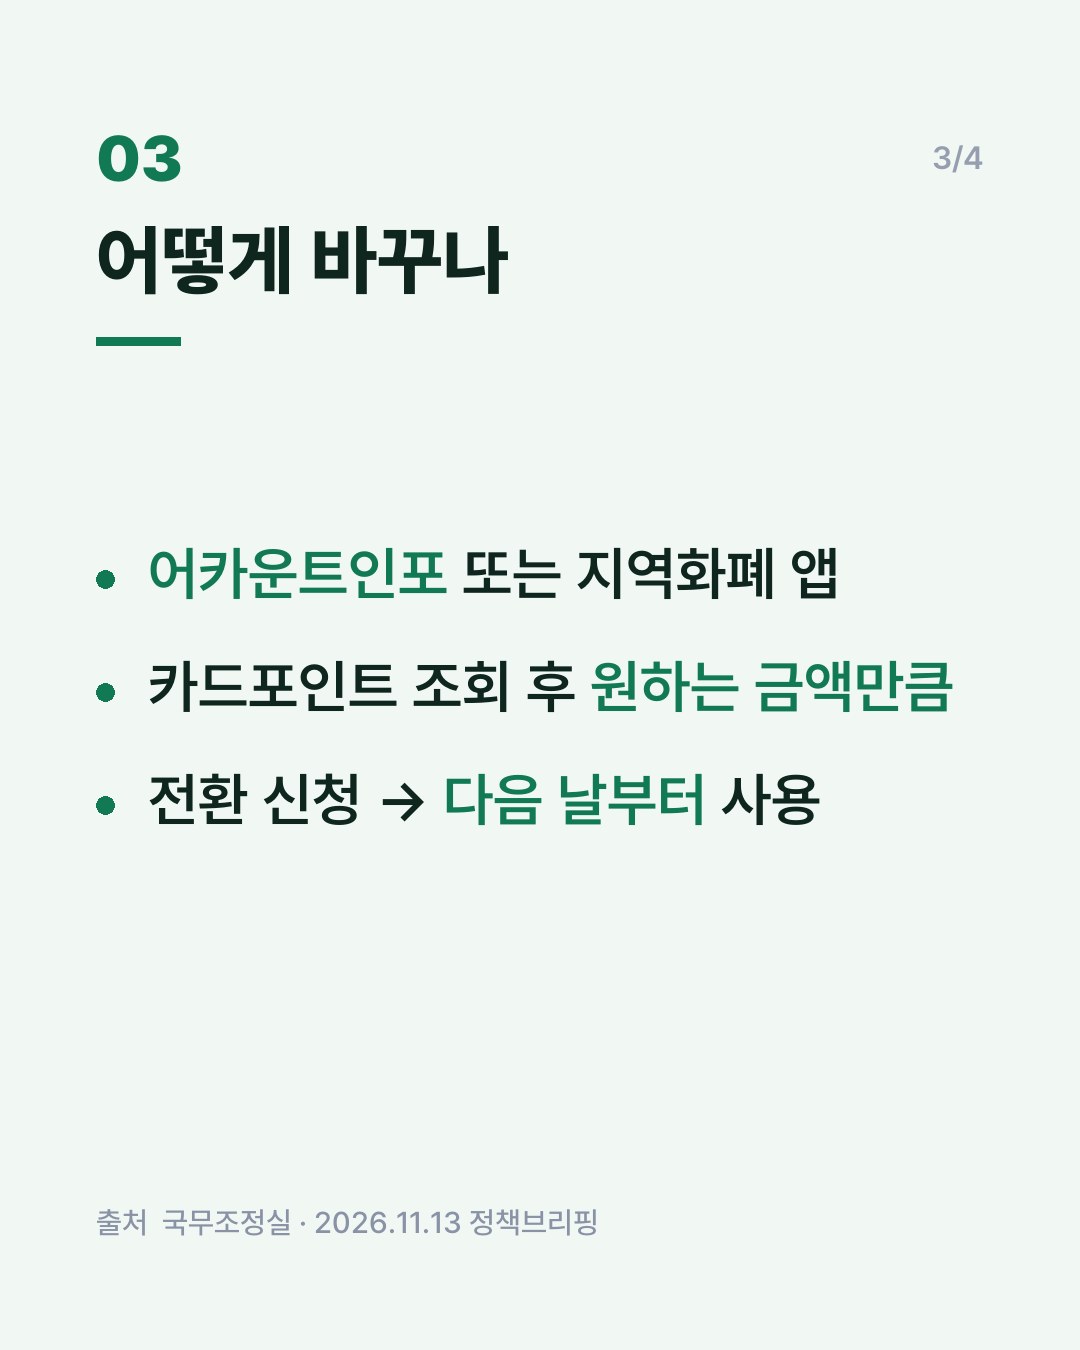 03
3/4
어떻게 바꾸나
• 어카운트인포 또는 지역화폐 앱
• 카드포인트 조회 후 원하는 금액만큼
• 전환 신청 → 다음 날부터 사용
출처 국무조정실 · 2026.11.13 정책브리핑